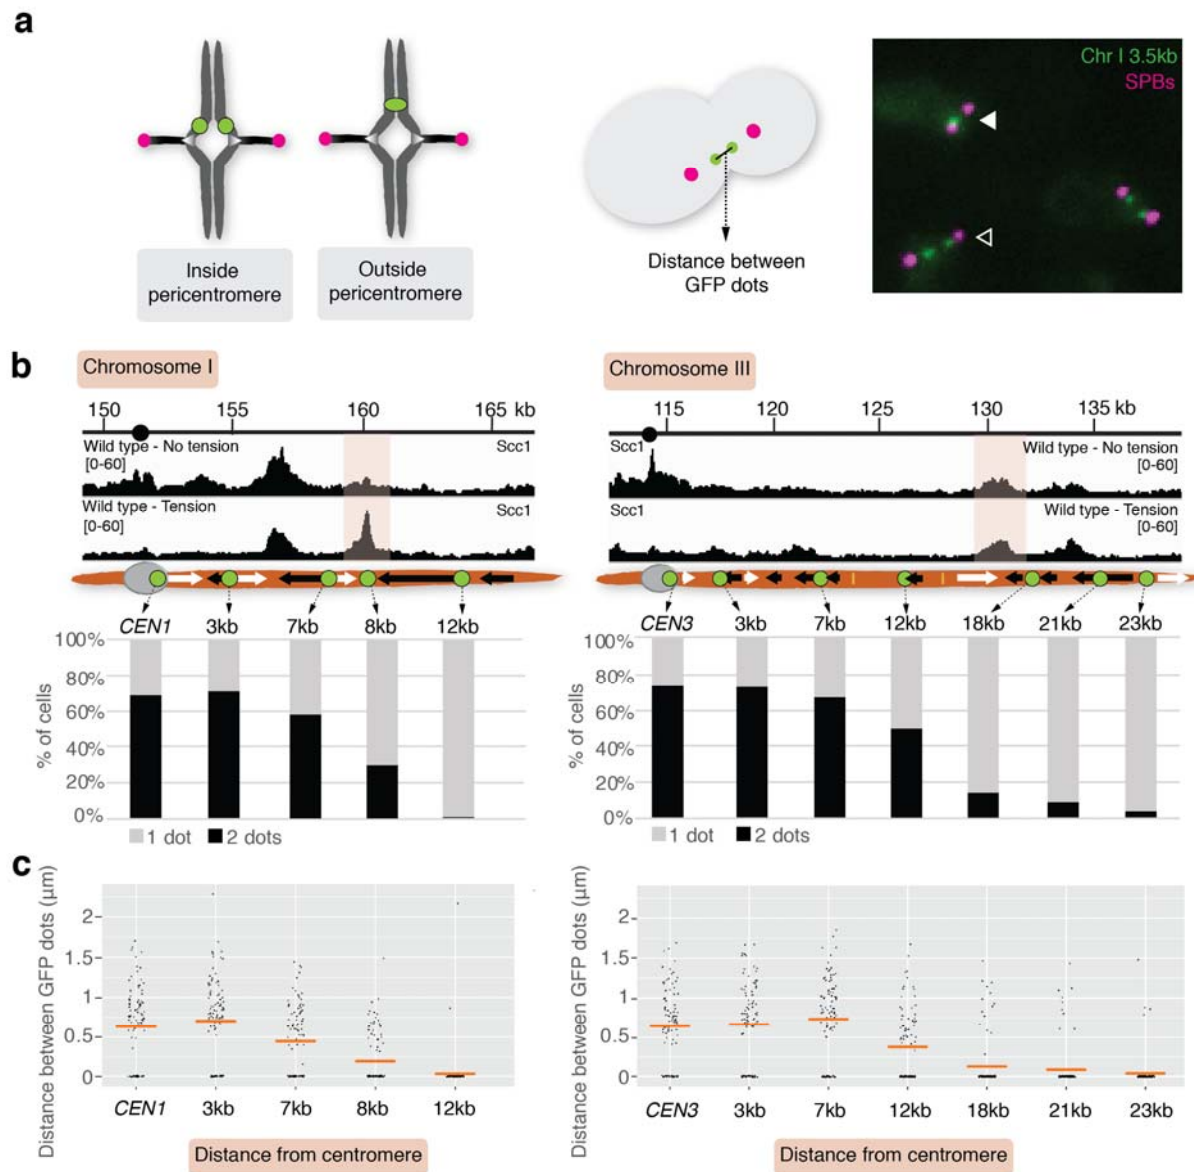 a
Chr I 3.5kb
SPBs
Inside
pericentromere
Outside
pericentromere
Distance between
GFP dots
b
Chromosome I
150 155 160 165 kb
Wild type - No tension
[0-60]
Scc1
Wild type - Tension
[0-60]
Scc1
CEN1 3kb 7kb 8kb 12kb
100%
80%
60%
40%
20%
0%
% of cells
1 dot 2 dots
Chromosome III
115 120 125 130 135 kb
Scc1
Wild type - No tension
[0-60]
Scc1
Wild type - Tension
[0-60]
CEN3 3kb 7kb 12kb 18kb 21kb 23kb
100%
80%
60%
40%
20%
0%
% of cells
1 dot 2 dots
c
Distance between GFP dots (µm)
2
1.5
1
0.5
0
CEN1 3kb 7kb 8kb 12kb
Distance from centromere
Distance between GFP dots (µm)
2
1.5
1
0.5
0
CEN3 3kb 7kb 12kb 18kb 21kb 23kb
Distance from centromere